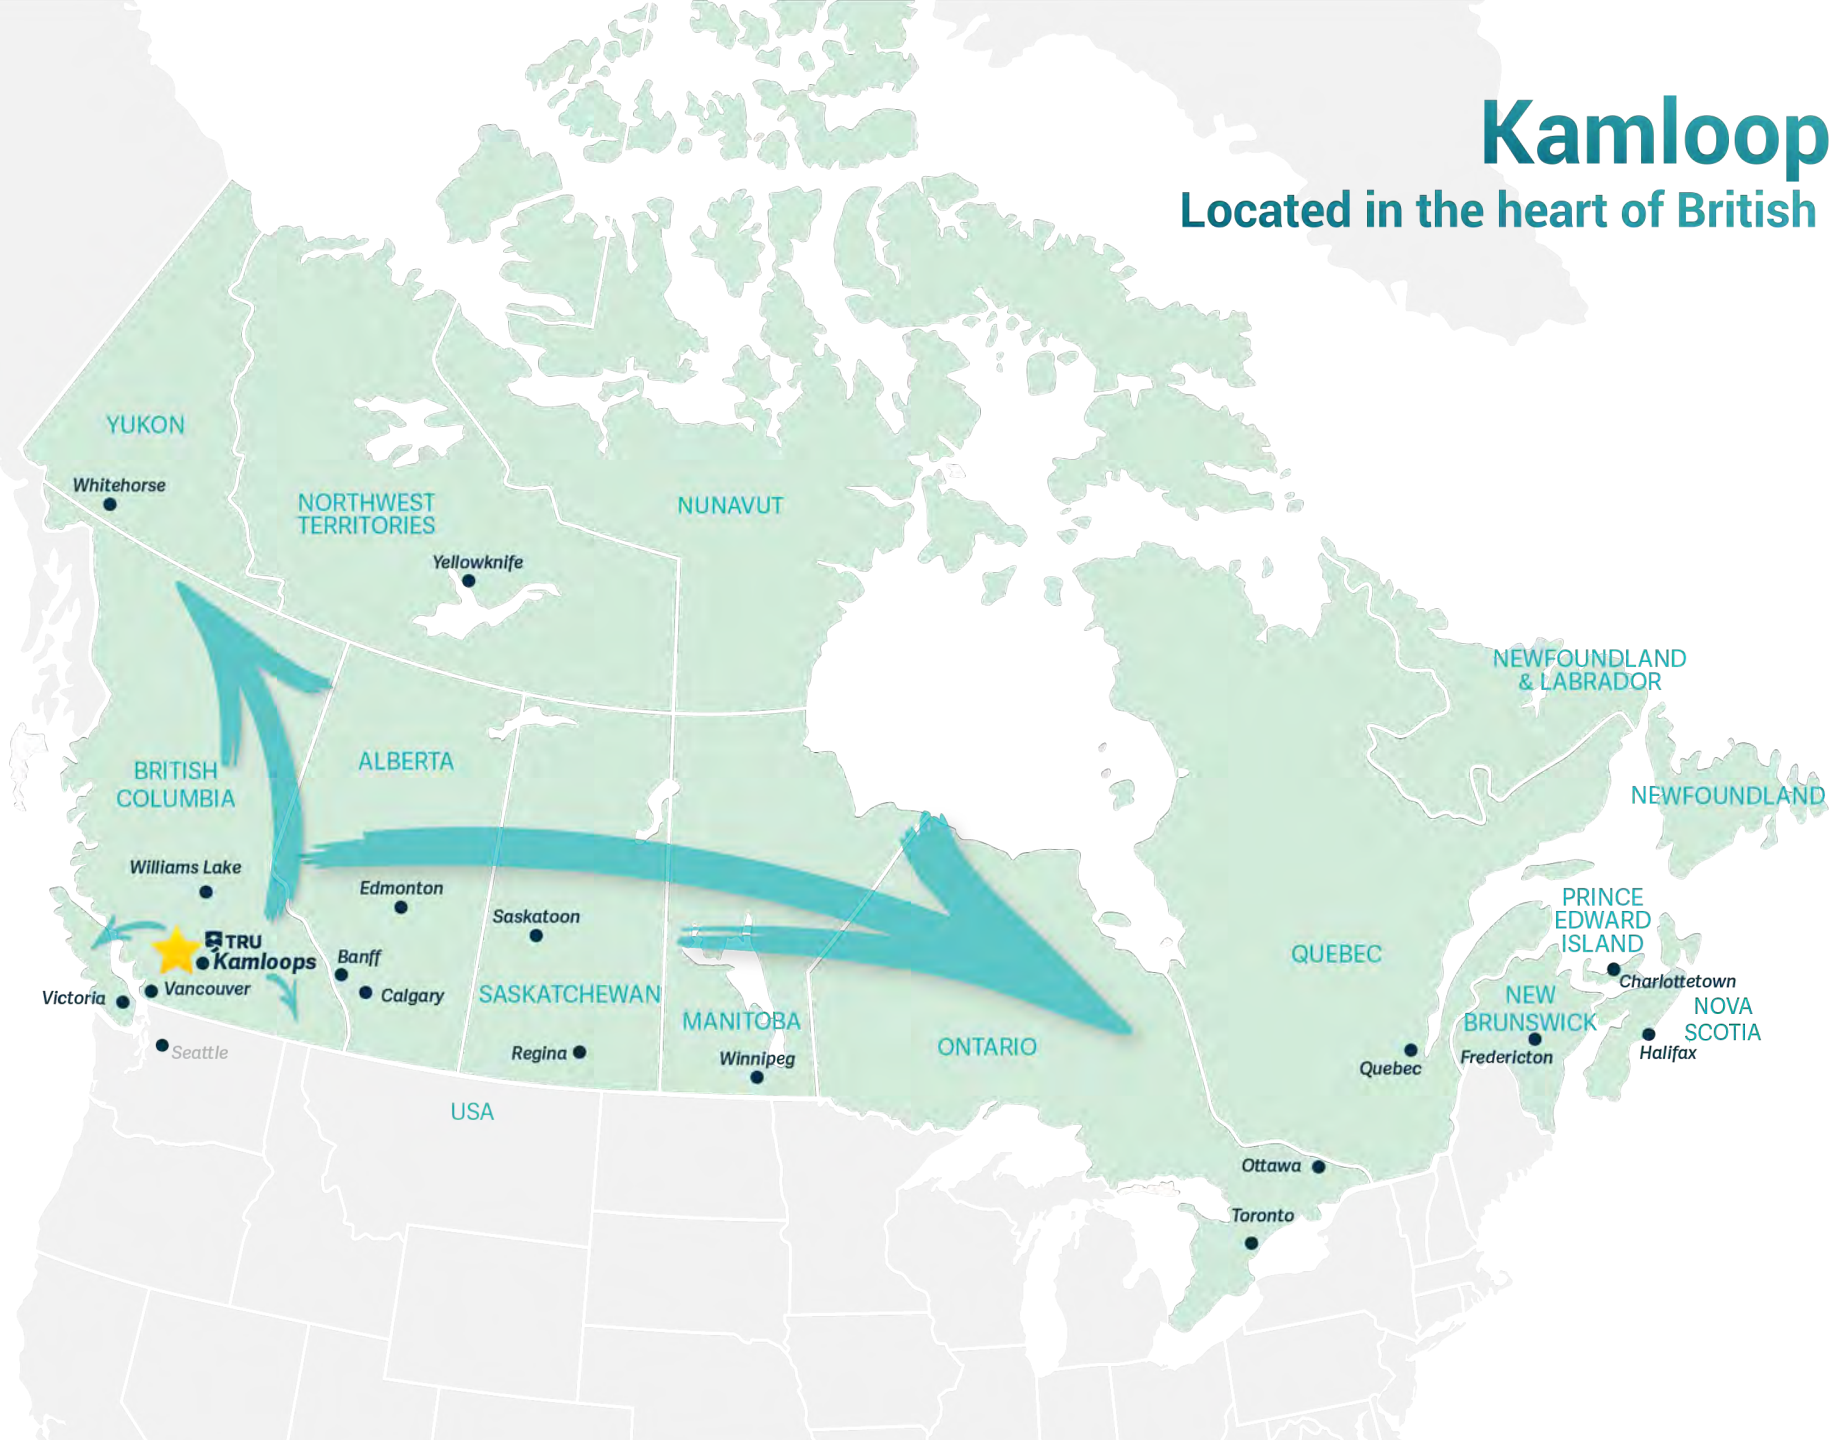 Kamloop
Located in the heart of British
YUKON
Whitehorse
NORTHWEST
TERRITORIES
NUNAVUT
Yellowknife
NEWFOUNDLAND
& LABRADOR
BRITISH
COLUMBIA
ALBERTA
NEWFOUNDLAND
Williams Lake
Edmonton
Saskatoon
PRINCE
EDWARD
ISLAND
TRU
Kamloops
Banff
QUEBEC
Charlottetown
Victoria
Vancouver
Calgary
SASKATCHEWAN
MANITOBA
NEW
BRUNSWICK
NOVA
SCOTIA
Seattle
Regina
Winnipeg
ONTARIO
Quebec
Fredericton
Halifax
USA
Ottawa
Toronto